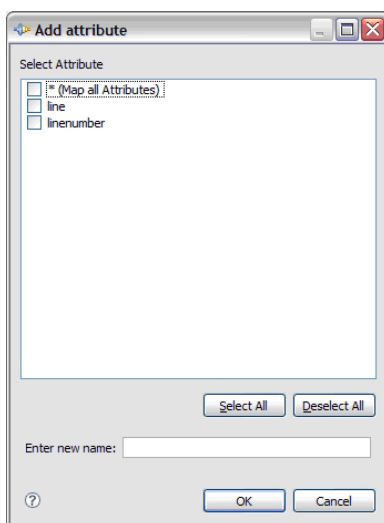 Add attribute
Select Attribute
* (Map all Attributes)
line
linenumber
Select All Deselect All
Enter new name:
?
OK Cancel